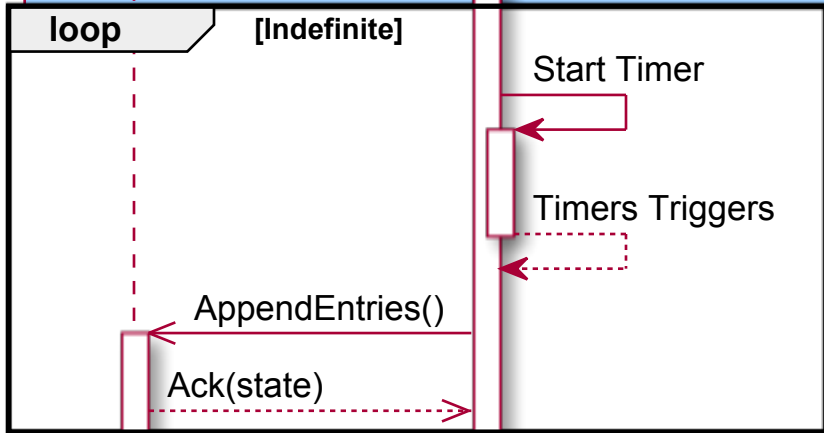 loop [Indefinite]
Start Timer
Timers Triggers
AppendEntries()
Ack(state)